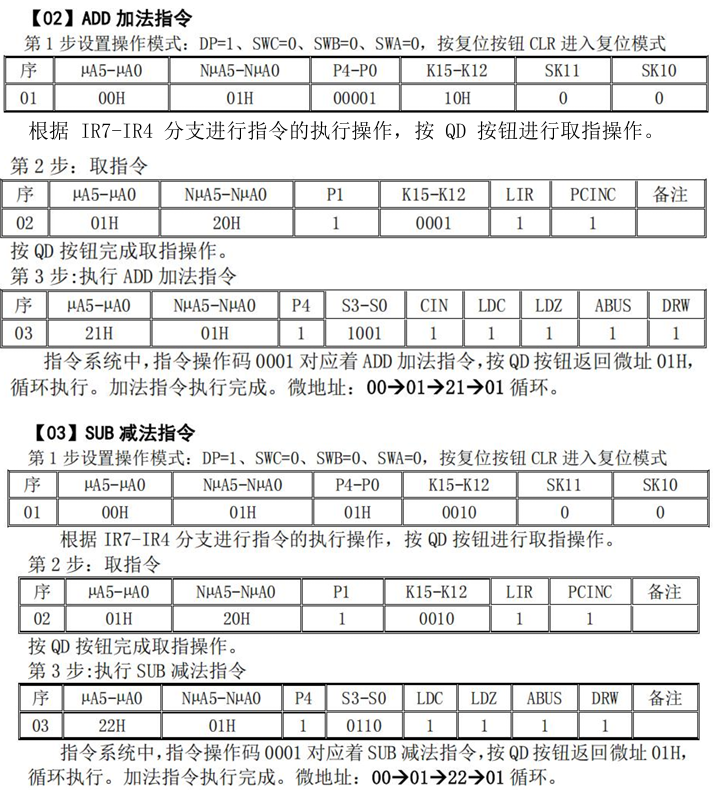 【02】ADD 加法指令
第 1 步设置操作模式：DP=1、SWC=0、SWB=0、SWA=0，按复位按钮 CLR 进入复位模式
序 μA5-μA0 NμA5-NμA0 P4-P0 K15-K12 SK11 SK10
01 00H 01H 00001 10H 0 0
根据 IR7-IR4 分支进行指令的执行操作，按 QD 按钮进行取指操作。
第 2 步：取指令
序 μA5-μA0 NμA5-NμA0 P1 K15-K12 LIR PCINC 备注
02 01H 20H 1 0001 1 1
按 QD 按钮完成取指操作。
第 3 步:执行 ADD 加法指令
序 μA5-μA0 NμA5-NμA0 P4 S3-S0 CIN LDC LDZ ABUS DRW
03 21H 01H 1 1001 1 1 1 1 1
指令系统中，指令操作码 0001 对应着 ADD 加法指令，按 QD 按钮返回微址 01H，
循环执行。加法指令执行完成。微地址：00→01→21→01 循环。
【03】SUB 减法指令
第 1 步设置操作模式：DP=1、SWC=0、SWB=0、SWA=0，按复位按钮 CLR 进入复位模式
序 μA5-μA0 NμA5-NμA0 P4-P0 K15-K12 SK11 SK10
01 00H 01H 01H 0010 0 0
根据 IR7-IR4 分支进行指令的执行操作，按 QD 按钮进行取指操作。
第 2 步：取指令
序 μA5-μA0 NμA5-NμA0 P1 K15-K12 LIR PCINC 备注
02 01H 20H 1 0010 1 1
按 QD 按钮完成取指操作。
第 3 步:执行 SUB 减法指令
序 μA5-μA0 NμA5-NμA0 P4 S3-S0 LDC LDZ ABUS DRW 备注
03 22H 01H 1 0110 1 1 1 1
指令系统中，指令操作码 0001 对应着 SUB 减法指令，按 QD 按钮返回微址 01H，
循环执行。加法指令执行完成。微地址：00→01→22→01 循环。